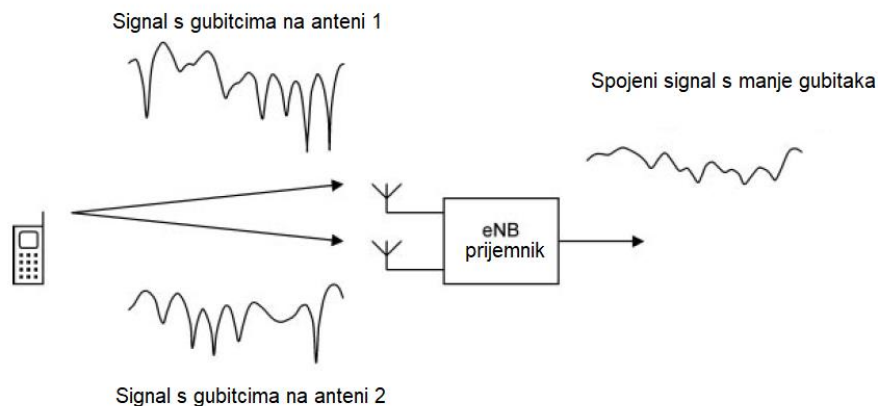 Signal s gubitcima na anteni 1
Spojeni signal s manje gubitaka
eNB
prijemnik
Signal s gubitcima na anteni 2